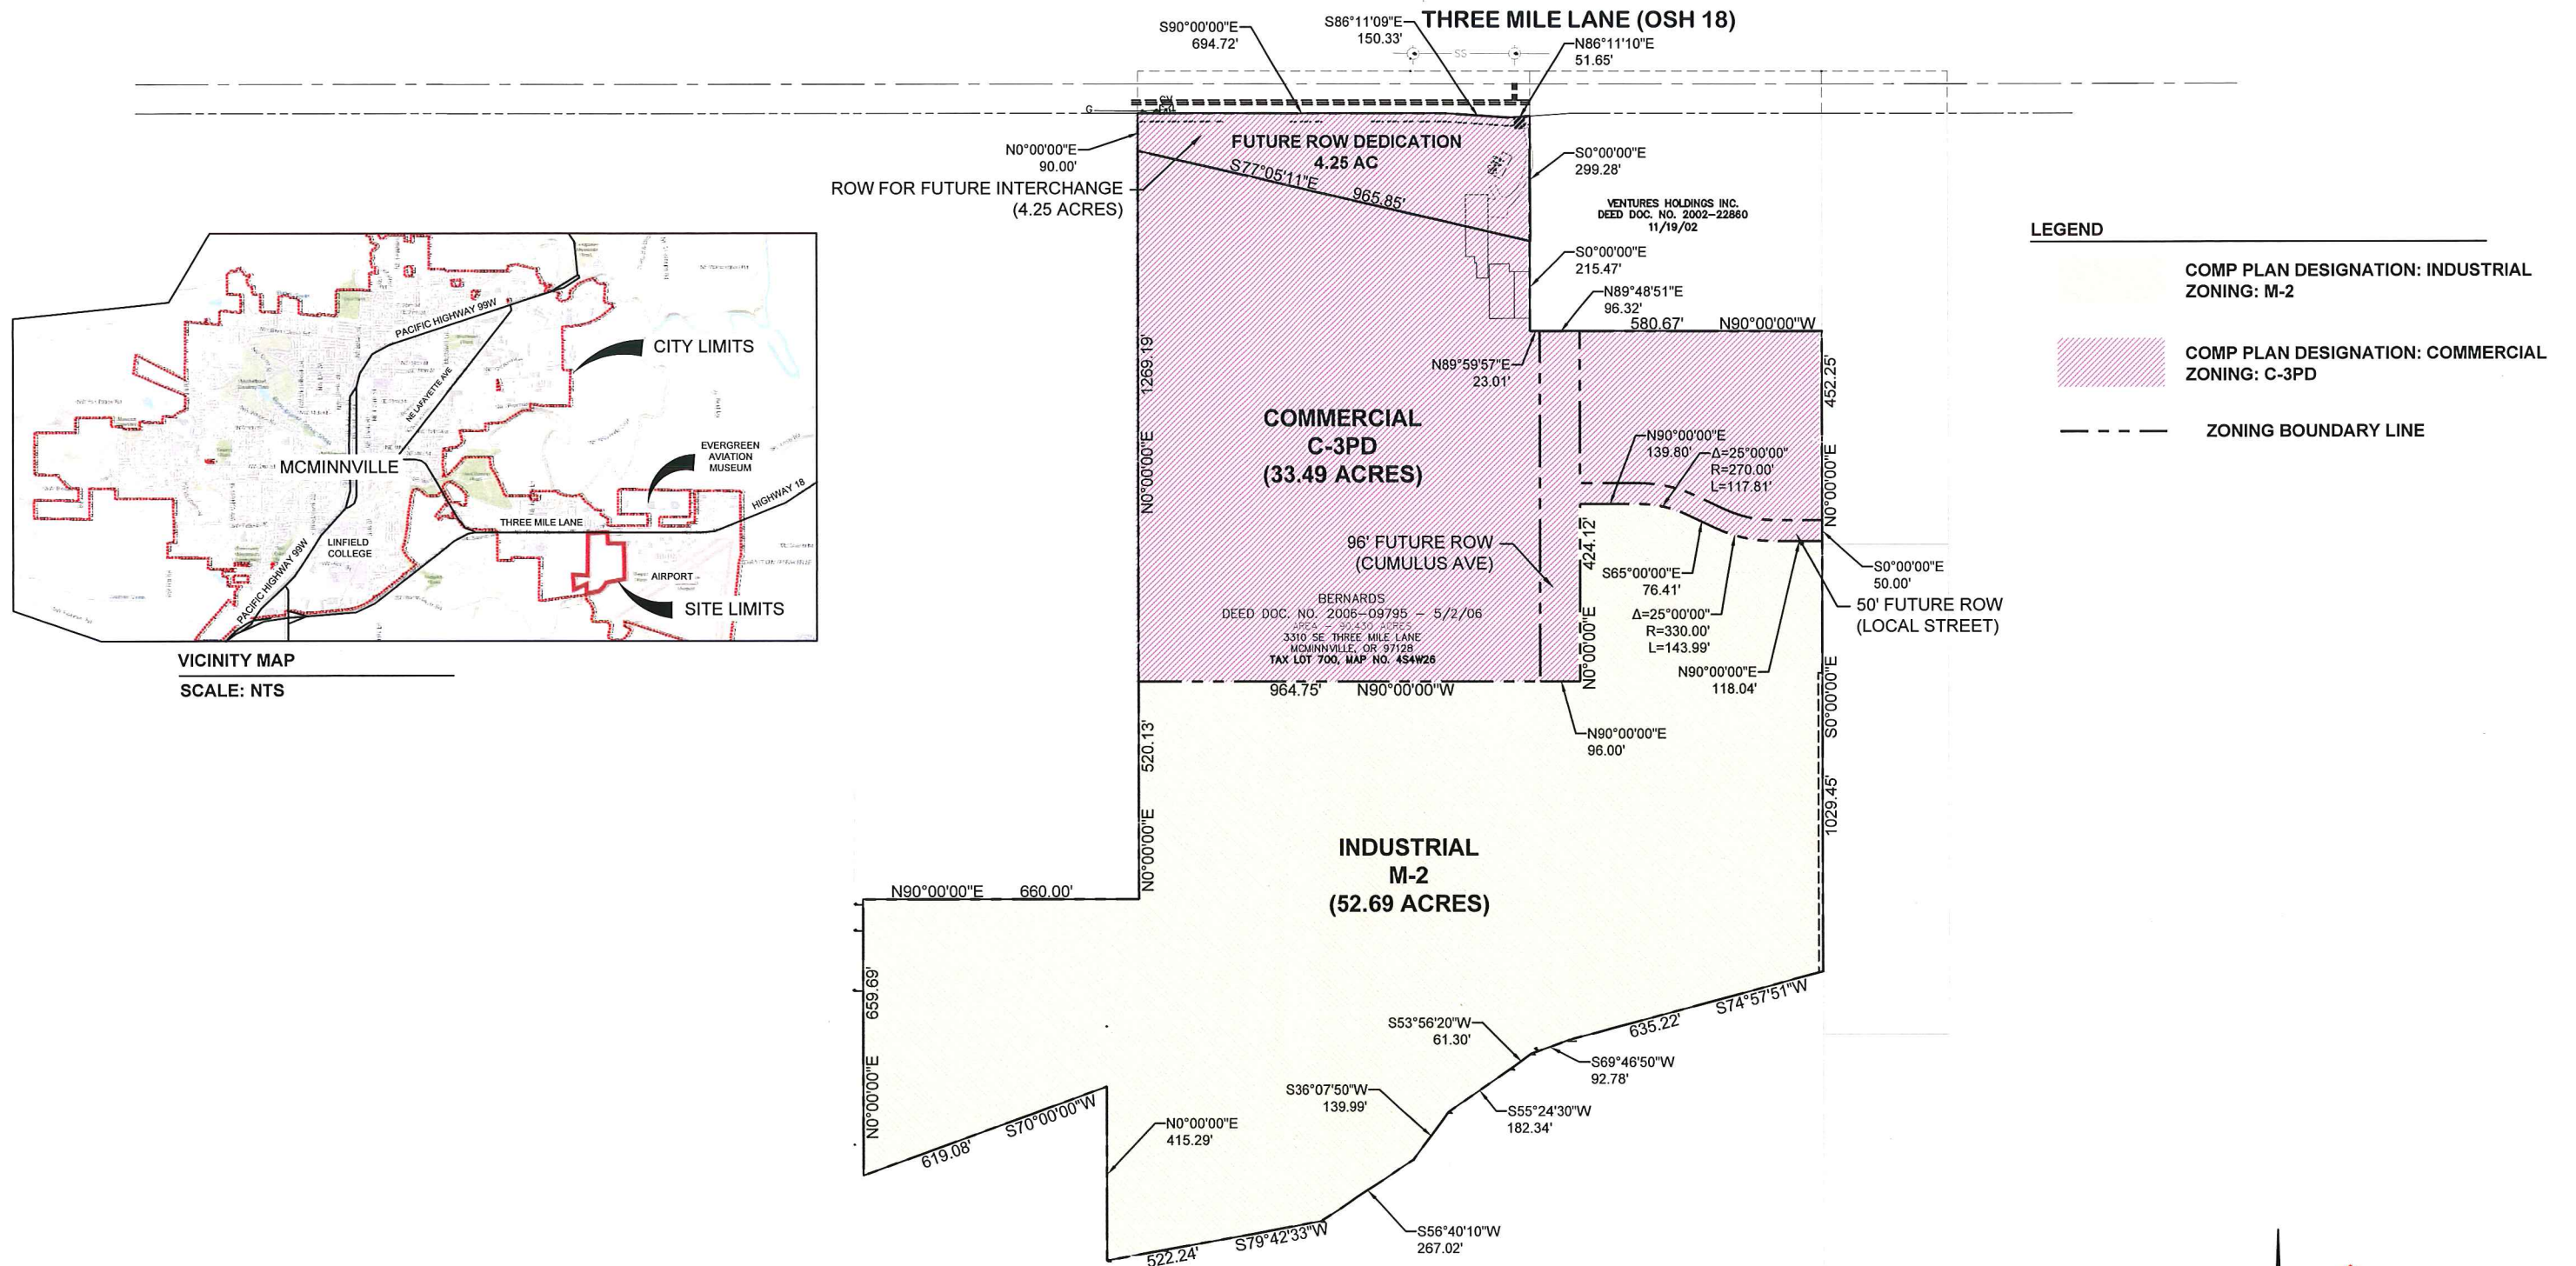 THREE MILE LANE (OSH 18)
S90°00'00"E
694.72'
S86°11'09"E
150.33'
SS
N86°11'10"E
51.65'
G
N0°00'00"E
90.00'
ROW FOR FUTURE INTERCHANGE
(4.25 ACRES)
FUTURE ROW DEDICATION
4.25 AC
S77°05'11"E 965.85'
S0°00'00"E
299.28'
VENTURES HOLDINGS INC.
DEED DOC. NO. 2002-22860
11/19/02
S0°00'00"E
215.47'
N89°48'51"E
96.32'
580.67' N90°00'00"W
N89°59'57"E
23.01'
N0°00'00"E 1269.19'
COMMERCIAL
C-3PD
(33.49 ACRES)
N0°00'00"E 452.25'
N90°00'00"E
139.80'
Δ=25°00'00"
R=270.00'
L=117.81'
96' FUTURE ROW
(CUMULUS AVE)
N0°00'00"E 424.12'
S65°00'00"E
76.41'
Δ=25°00'00"
R=330.00'
L=143.99'
N90°00'00"E
118.04'
S0°00'00"E
50.00'
50' FUTURE ROW
(LOCAL STREET)
BERNARDS
DEED DOC. NO. 2006-09795 - 5/2/06
3310 SE THREE MILE LANE
MCMINNVILLE, OR 97128
TAX LOT 700, MAP NO. 4S4W26
964.75' N90°00'00"W
N90°00'00"E
96.00'
N0°00'00"E 520.13'
S0°00'00"E
1029.45'
INDUSTRIAL
M-2
(52.69 ACRES)
N90°00'00"E 660.00'
N0°00'00"E 659.69'
619.08' S70°00'00"W
N0°00'00"E
415.29'
S53°56'20"W
61.30'
635.22' S74°57'51"W
S69°46'50"W
92.78'
S36°07'50"W
139.99'
S55°24'30"W
182.34'
S56°40'10"W
267.02'
522.24' S79°42'33"W
LEGEND
COMP PLAN DESIGNATION: INDUSTRIAL
ZONING: M-2
COMP PLAN DESIGNATION: COMMERCIAL
ZONING: C-3PD
ZONING BOUNDARY LINE
PACIFIC HIGHWAY 99W
NE LAFAYETTE AVE
CITY LIMITS
MCMINNVILLE
EVERGREEN
AVIATION
MUSEUM
HIGHWAY 18
THREE MILE LANE
LINFIELD
COLLEGE
AIRPORT
SITE LIMITS
PACIFIC HIGHWAY 99W
VICINITY MAP
SCALE: NTS